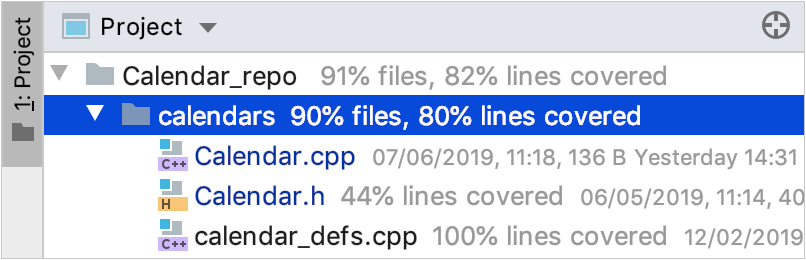 1: Project
Project
Calendar_repo 91% files, 82% lines covered
calendars 90% files, 80% lines covered
C++ Calendar.cpp 07/06/2019, 11:18, 136 B Yesterday 14:31
H Calendar.h 44% lines covered 06/05/2019, 11:14, 40
C++ calendar_defs.cpp 100% lines covered 12/02/2019